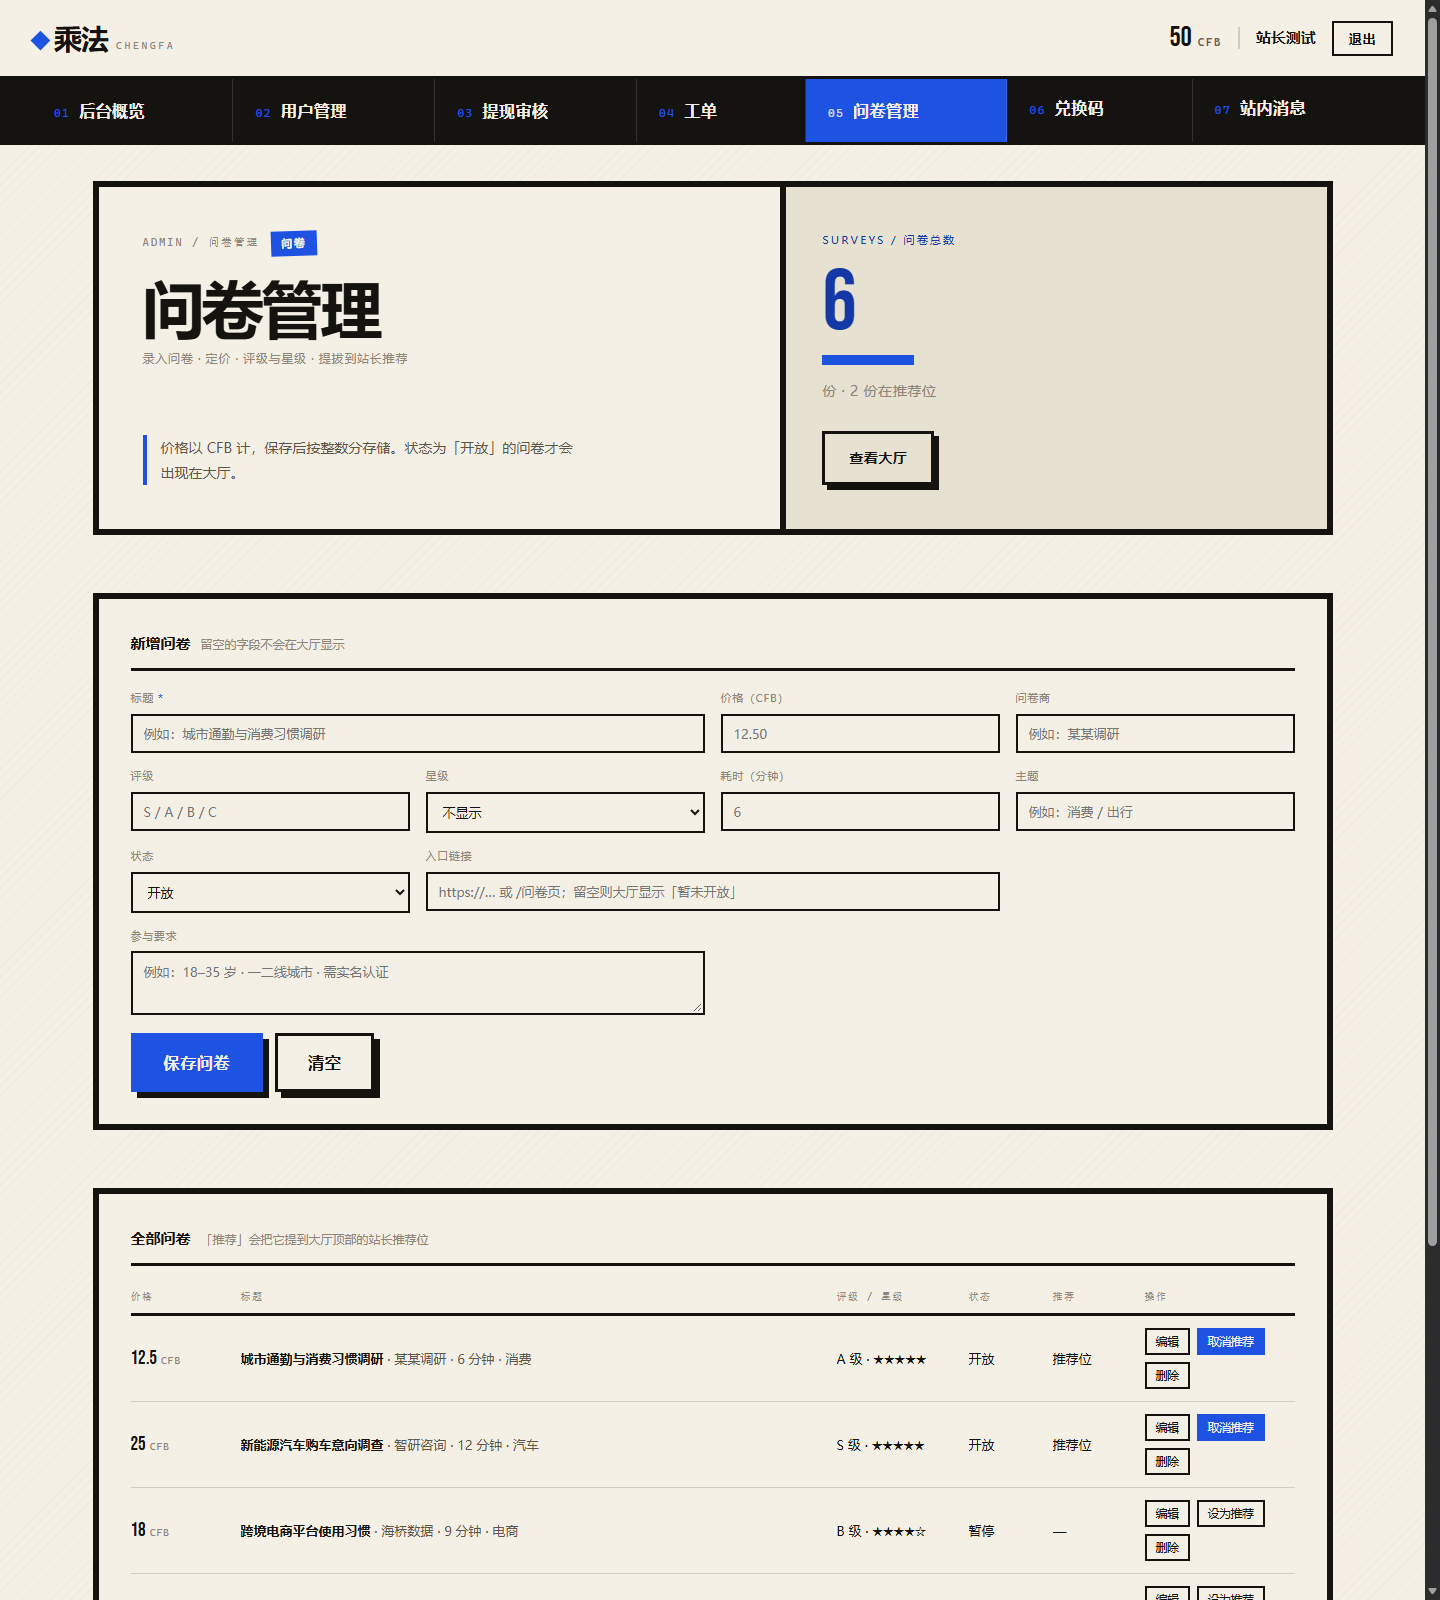 乘法 CHENGFA
50 CFB 站长测试 退出
01 后台概览 02 用户管理 03 提现审核 04 工单 05 问卷管理 06 兑换码 07 站内消息
ADMIN / 问卷管理 问卷
问卷管理
录入问卷 · 定价 · 评级与星级 · 提拔到站长推荐
价格以 CFB 计，保存后按整数分存储。状态为「开放」的问卷才会
出现在大厅。
SURVEYS / 问卷总数
6
份 · 2 份在推荐位
查看大厅
新增问卷 留空的字段不会在大厅显示
标题 * 价格（CFB） 问卷商
例如：城市通勤与消费习惯调研 12.50 例如：某某调研
评级 星级 耗时（分钟） 主题
S / A / B / C 不显示 6 例如：消费 / 出行
状态 入口链接
开放 https://... 或 /问卷页；留空则大厅显示「暂未开放」
参与要求
例如：18–35 岁 · 一二线城市 · 需实名认证
保存问卷 清空
全部问卷 「推荐」会把它提到大厅顶部的站长推荐位
价格 标题 评级 / 星级 状态 推荐 操作
12.5 CFB 城市通勤与消费习惯调研 · 某某调研 · 6 分钟 · 消费 A 级 · ★★★★★ 开放 推荐位 编辑 取消推荐
删除
25 CFB 新能源汽车购车意向调查 · 智研咨询 · 12 分钟 · 汽车 S 级 · ★★★★★ 开放 推荐位 编辑 取消推荐
删除
18 CFB 跨境电商平台使用习惯 · 海桥数据 · 9 分钟 · 电商 B 级 · ★★★★☆ 暂停 — 编辑 设为推荐
删除
编辑 设为推荐